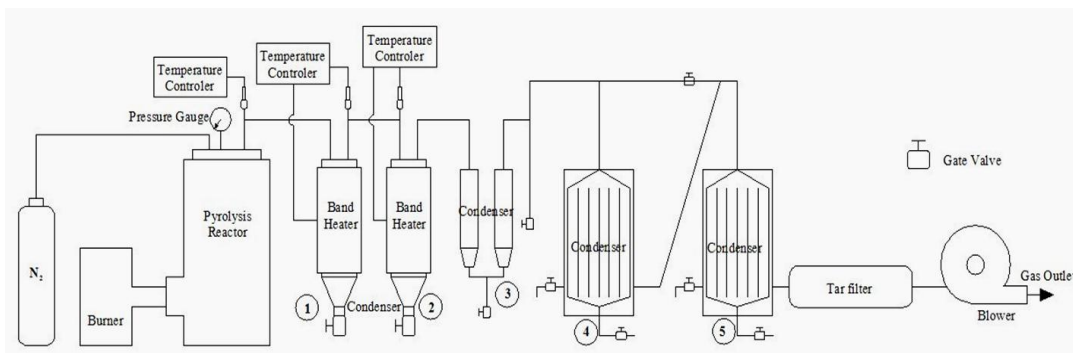 Temperature
Controler
Temperature
Controler
Temperature
Controler
Pressure Gauge
N2
Burner
Pyrolysis
Reactor
Band
Heater
Band
Heater
Condenser
1
2
Condenser
3
Condenser
4
Condenser
5
Gate Valve
Tar filter
Blower
Gas Outlet